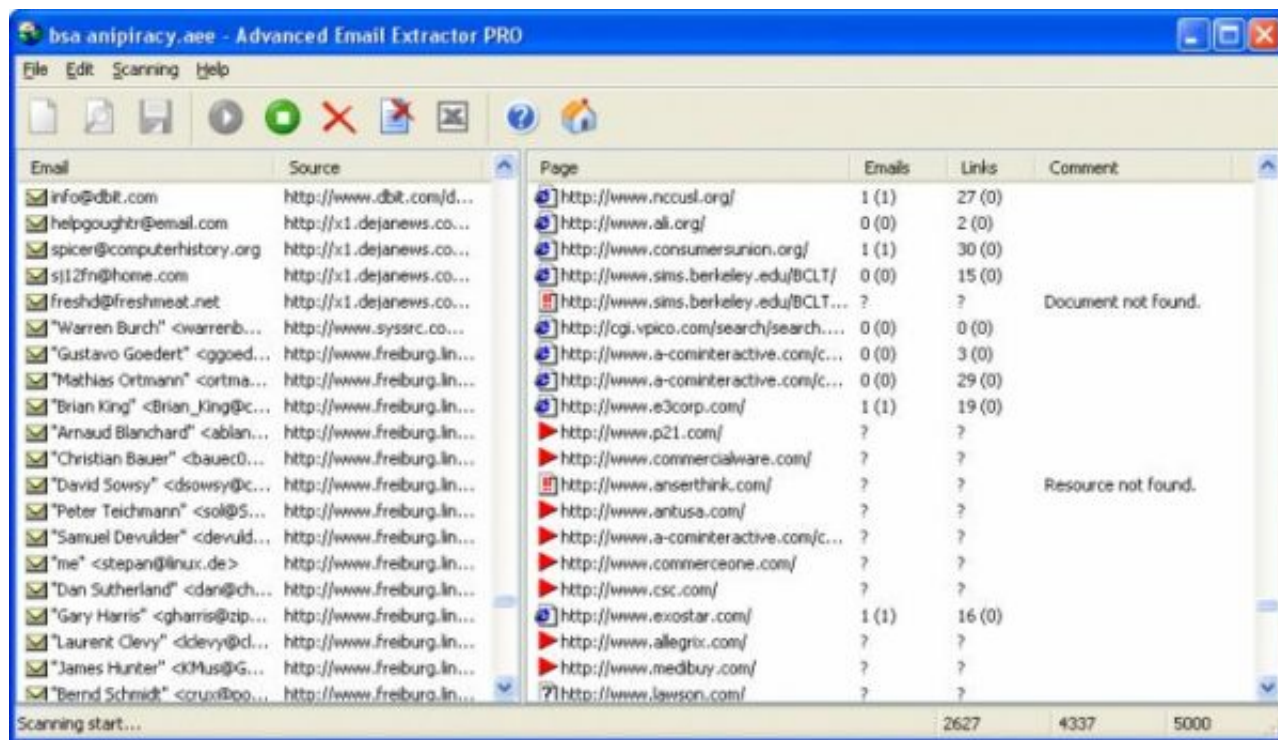 bsa anipiracy.aee - Advanced Email Extractor PRO
File Edit Scanning Help
Email Source
info@dbit.com http://www.dbit.com/d...
helpgoughtr@email.com http://x1.dejanews.co...
spicer@computerhistory.org http://x1.dejanews.co...
sj12fn@home.com http://x1.dejanews.co...
freshd@freshmeat.net http://x1.dejanews.co...
"Warren Burch" <warrenb... http://www.syssrc.co...
"Gustavo Goedert" <ggoed... http://www.freiburg.lin...
"Mathias Ortmann" <ortma... http://www.freiburg.lin...
"Brian King" <Brian_King@c... http://www.freiburg.lin...
"Arnaud Blanchard" <ablan... http://www.freiburg.lin...
"Christian Bauer" <bauec0... http://www.freiburg.lin...
"David Sowsy" <dsowsy@c... http://www.freiburg.lin...
"Peter Teichmann" <sol@S... http://www.freiburg.lin...
"Samuel Devulder" <devuld... http://www.freiburg.lin...
"me" <stepan@linux.de> http://www.freiburg.lin...
"Dan Sutherland" <dan@ch... http://www.freiburg.lin...
"Gary Harris" <gharris@zip... http://www.freiburg.lin...
"Laurent Clevy" <lclevy@cl... http://www.freiburg.lin...
"James Hunter" <KMus@G... http://www.freiburg.lin...
"Bernd Schmidt" <crux@po... http://www.freiburg.lin...
Page Emails Links Comment
http://www.nccusl.org/ 1 (1) 27 (0)
http://www.ali.org/ 0 (0) 2 (0)
http://www.consumersunion.org/ 1 (1) 30 (0)
http://www.sims.berkeley.edu/BCLT/ 0 (0) 15 (0)
http://www.sims.berkeley.edu/BCLT... ? ? Document not found.
http://cgi.vpico.com/search/search.... 0 (0) 0 (0)
http://www.a-cominteractive.com/c... 0 (0) 3 (0)
http://www.a-cominteractive.com/c... 0 (0) 29 (0)
http://www.e3corp.com/ 1 (1) 19 (0)
http://www.p21.com/ ? ?
http://www.commercialware.com/ ? ?
http://www.anserthink.com/ ? ? Resource not found.
http://www.antusa.com/ ? ?
http://www.a-cominteractive.com/c... ? ?
http://www.commerceone.com/ ? ?
http://www.csc.com/ ? ?
http://www.exostar.com/ 1 (1) 16 (0)
http://www.allegrix.com/ ? ?
http://www.medibuy.com/ ? ?
http://www.lawson.com/ ? ?
Scanning start... 2627 4337 5000